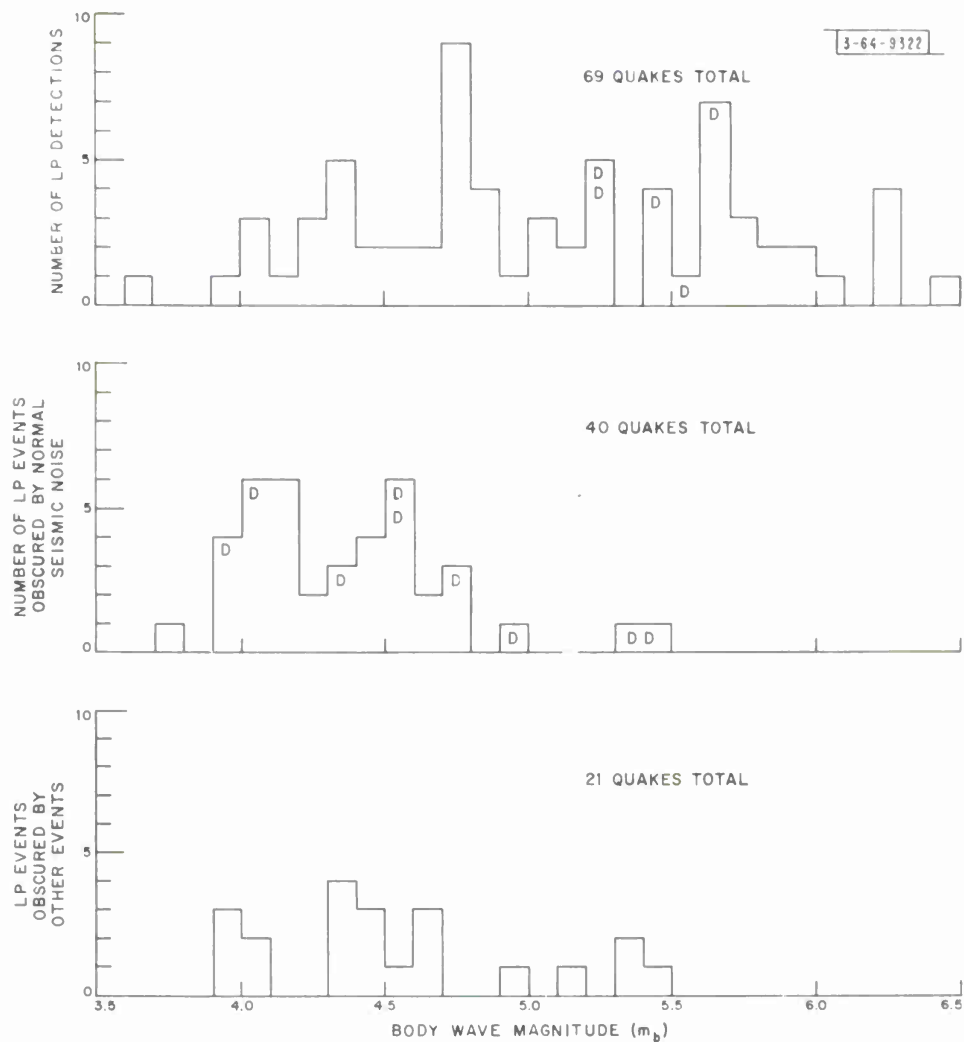 3-64-9322
10
5
0
NUMBER OF LP DETECTIONS
69 QUAKES TOTAL
D
D
D
D
D
10
5
0
NUMBER OF LP EVENTS
OBSCURED BY NORMAL
SEISMIC NOISE
40 QUAKES TOTAL
D
D
D
D
D
D
D
D D
10
5
0
LP EVENTS
OBSCURED BY
OTHER EVENTS
21 QUAKES TOTAL
3.5 4.0 4.5 5.0 5.5 6.0 6.5
BODY WAVE MAGNITUDE (mb)